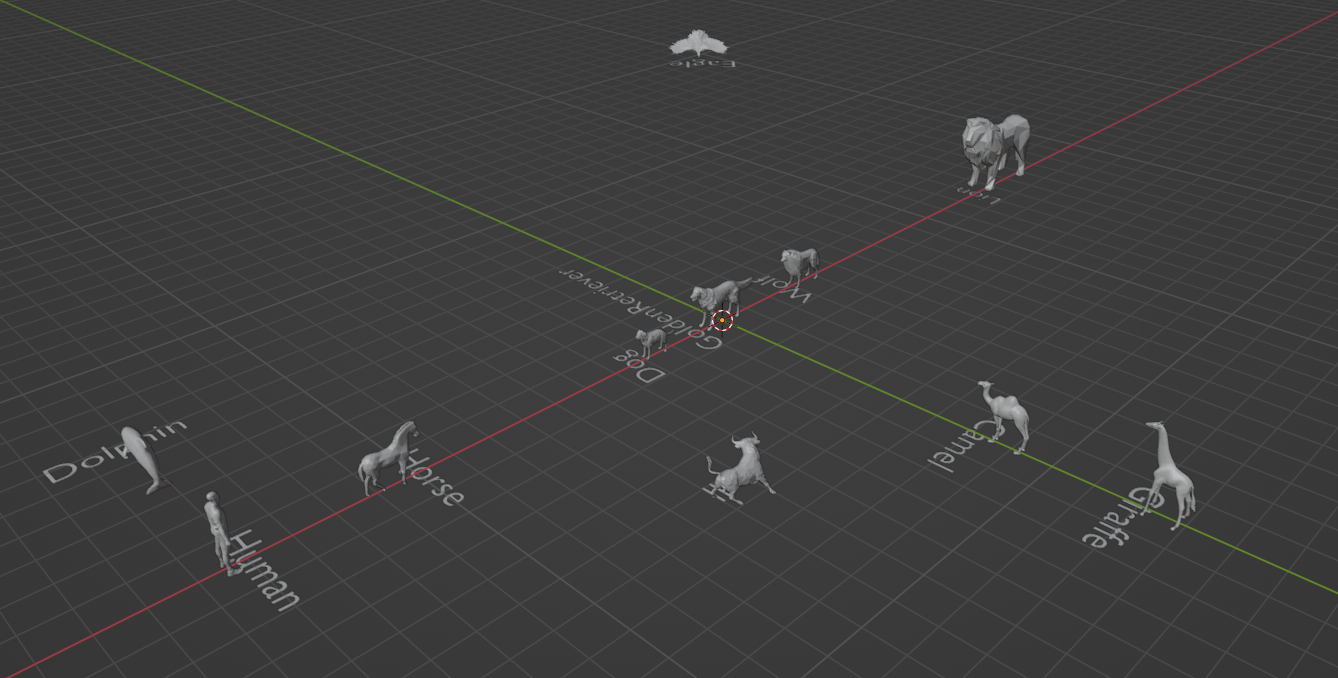 Eagle
Lion
Wolf
GoldenRetriever
Dog
Dolphin
Horse
Camel
Giraffe
Human